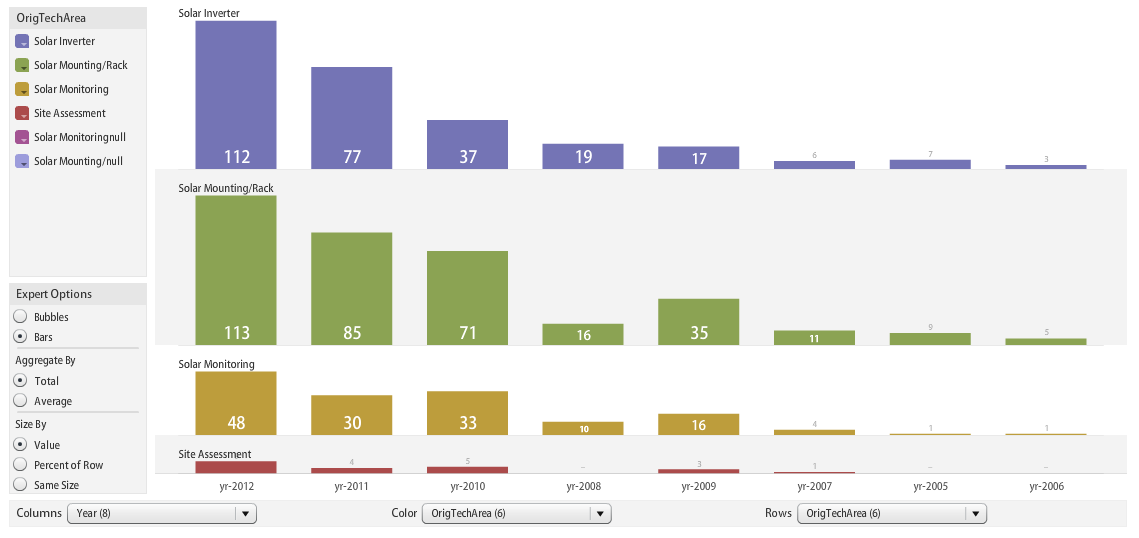 OrigTechArea
Solar Inverter
Solar Mounting/Rack
Solar Monitoring
Site Assessment
Solar Monitoringnull
Solar Mounting/null
Expert Options
Bubbles
Bars
Aggregate By
Total
Average
Size By
Value
Percent of Row
Same Size
Solar Inverter
112 77 37 19 17 6 7 3
Solar Mounting/Rack
113 85 71 16 35 11 9 5
Solar Monitoring
48 30 33 10 16 4 1 1
Site Assessment
4 5 – 3 1 – –
yr-2012 yr-2011 yr-2010 yr-2008 yr-2009 yr-2007 yr-2005 yr-2006
Columns Year (8) Color OrigTechArea (6) Rows OrigTechArea (6)